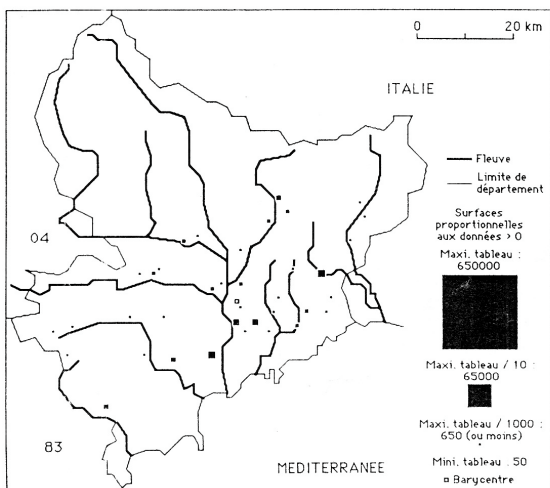 0 20 km
ITALIE
Fleuve
Limite de
département
04
Surfaces
proportionnelles
aux données > 0
Maxi. tableau :
650000
Maxi. tableau / 10 :
65000
Maxi. tableau / 1000 :
650 (ou moins)
83
MEDITERRANEE
Mini. tableau : 50
Barycentre